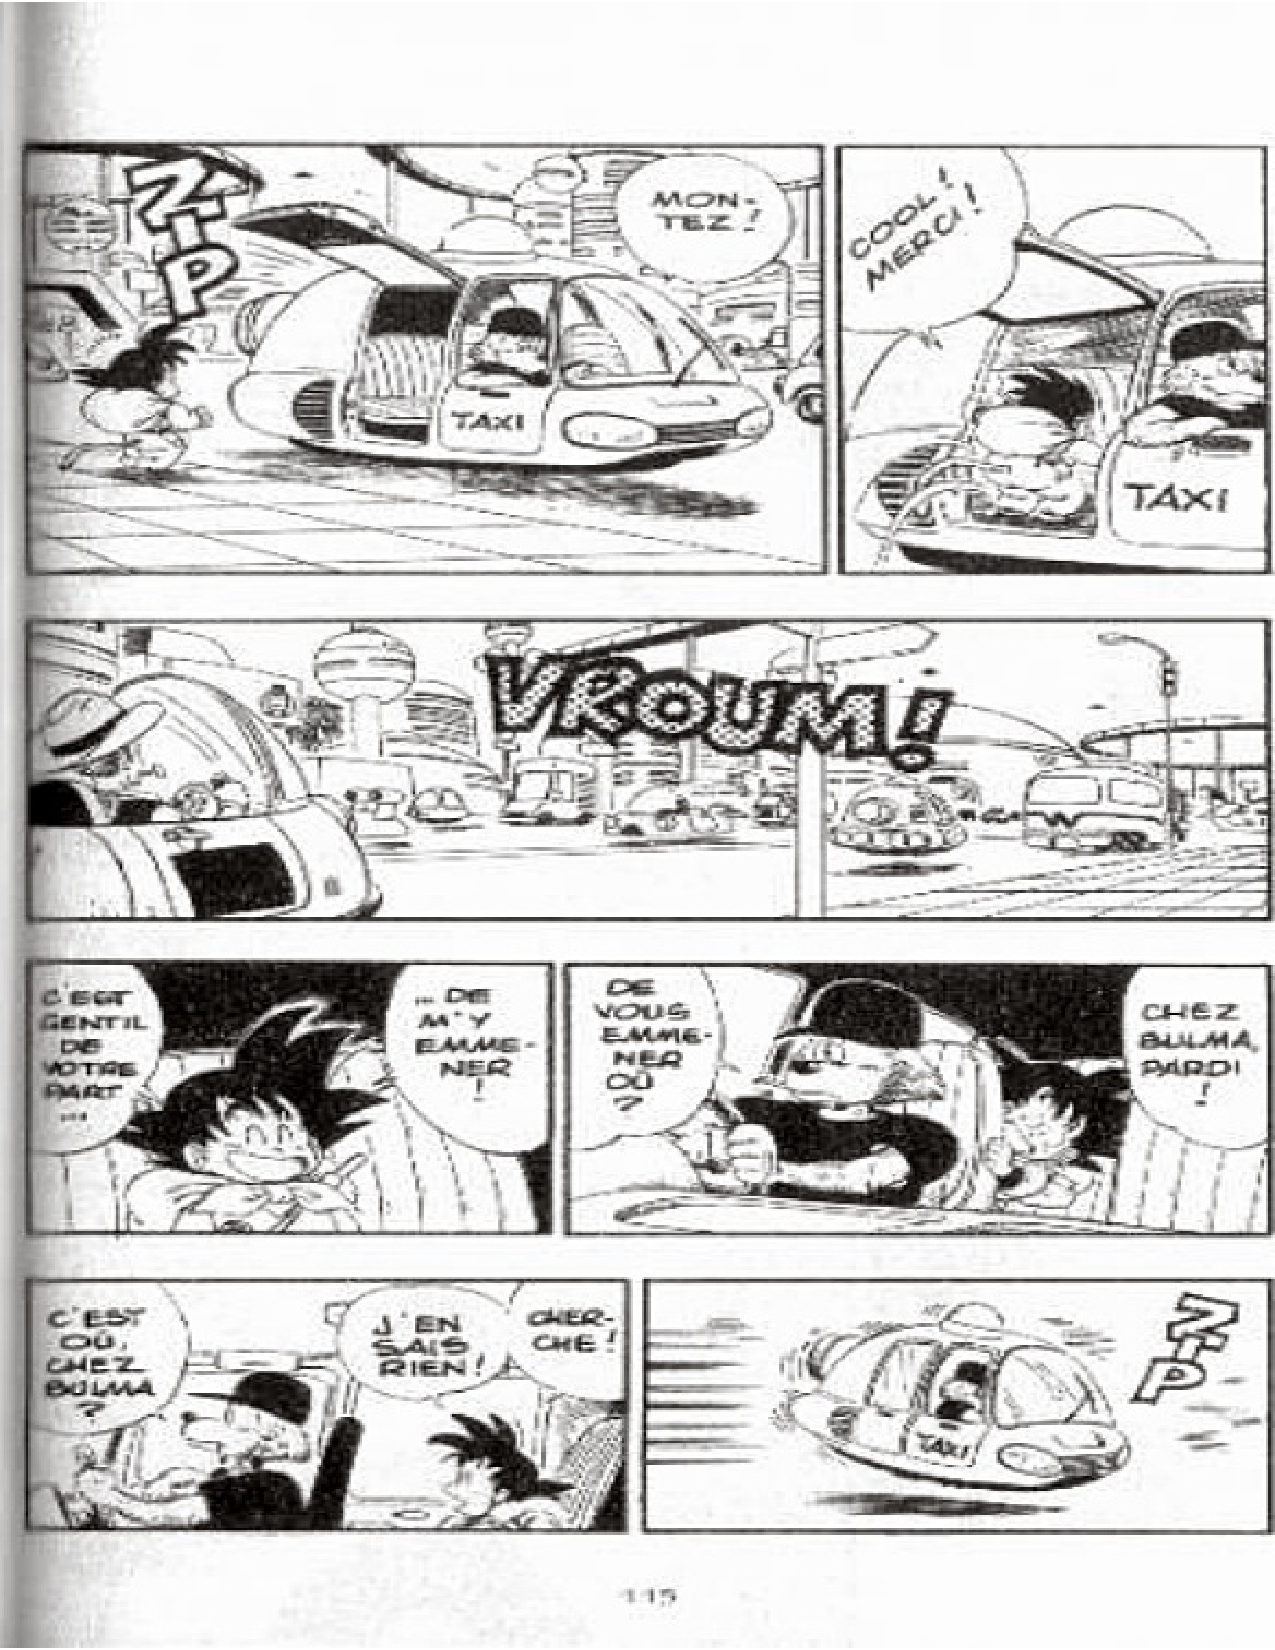 ZIP
MON-
TEZ!
TAXI
COOL!
MERCI!
TAXI
VROUM!
C'EST
GENTIL
DE
VOTRE
PART
...
... DE
M'Y
EMME-
NER
!
DE
VOUS
EMME-
NER
OÙ
?
CHEZ
BULMA,
PARDI
!
C'EST
OÙ,
CHEZ
BULMA
?
J'EN
SAIS
RIEN!
CHER-
CHE!
TAXI
ZIP
115